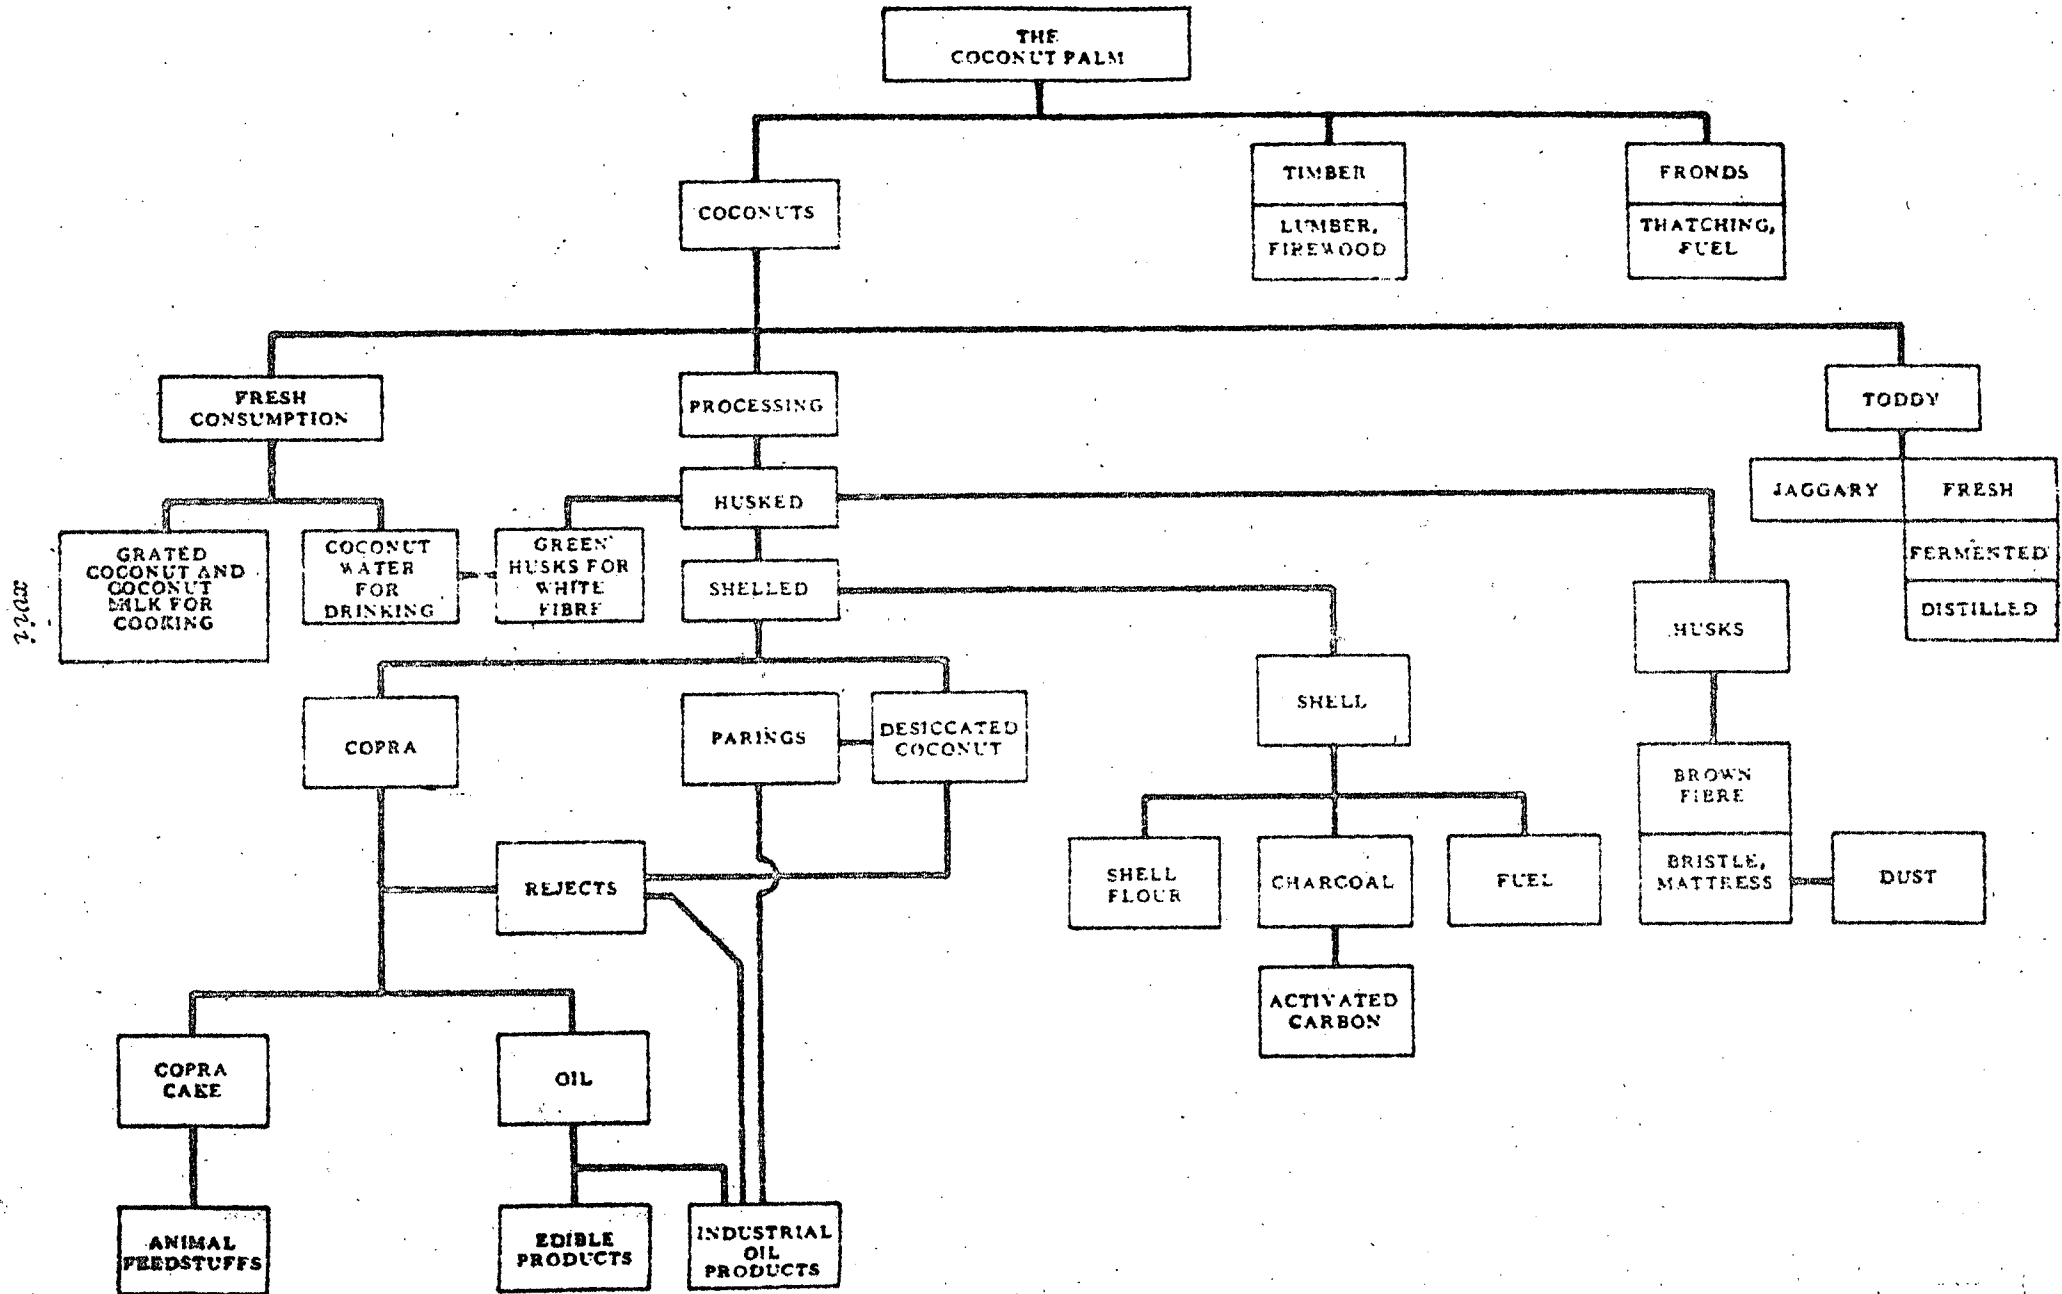 THE
COCONUT PALM
COCONUTS
TIMBER
LUMBER,
FIREWOOD
FRONDS
THATCHING,
FUEL
FRESH
CONSUMPTION
PROCESSING
TODDY
JAGGARY
FRESH
FERMENTED
DISTILLED
HUSKED
GRATED
COCONUT AND
COCONUT
MILK FOR
COOKING
COCONUT
WATER
FOR
DRINKING
GREEN
HUSKS FOR
WHITE
FIBRE
SHELLED
HUSKS
xvii
COPRA
PARINGS
DESICCATED
COCONUT
SHELL
BROWN
FIBRE
BRISTLE,
MATTRESS
DUST
REJECTS
SHELL
FLOUR
CHARCOAL
FUEL
ACTIVATED
CARBON
COPRA
CAKE
OIL
ANIMAL
FEEDSTUFFS
EDIBLE
PRODUCTS
INDUSTRIAL
OIL
PRODUCTS